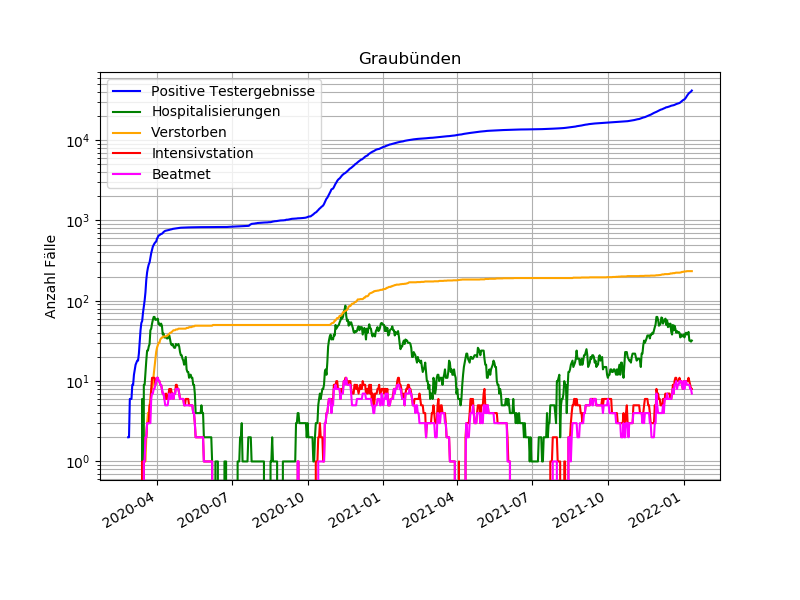 Graubünden
Positive Testergebnisse
Hospitalisierungen
Verstorben
Intensivstation
Beatmet
Anzahl Fälle
10^4
10^3
10^2
10^1
10^0
2020-04
2020-07
2020-10
2021-01
2021-04
2021-07
2021-10
2022-01